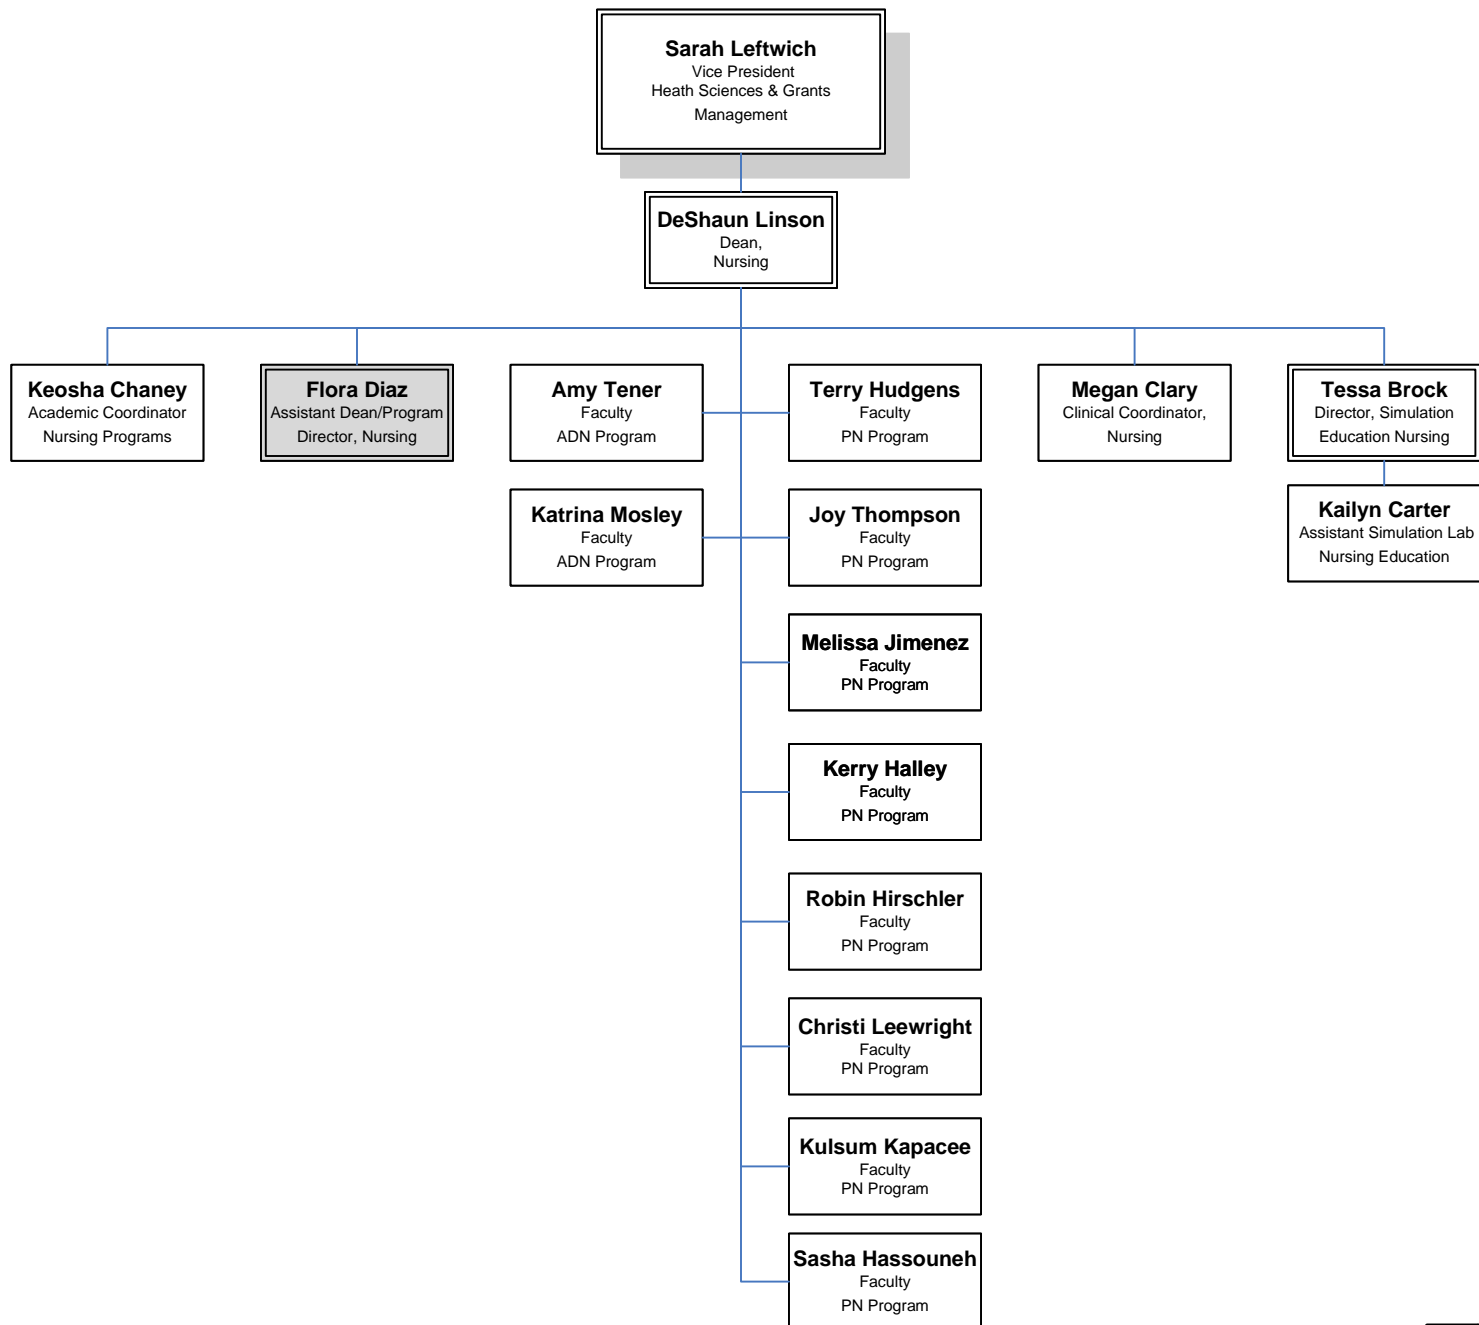 Sarah Leftwich
Vice President
Heath Sciences & Grants
Management
DeShaun Linson
Dean,
Nursing
Keosha Chaney
Academic Coordinator
Nursing Programs
Flora Diaz
Assistant Dean/Program
Director, Nursing
Amy Tener
Faculty
ADN Program
Terry Hudgens
Faculty
PN Program
Megan Clary
Clinical Coordinator,
Nursing
Tessa Brock
Director, Simulation
Education Nursing
Katrina Mosley
Faculty
ADN Program
Joy Thompson
Faculty
PN Program
Kailyn Carter
Assistant Simulation Lab
Nursing Education
Melissa Jimenez
Faculty
PN Program
Kerry Halley
Faculty
PN Program
Robin Hirschler
Faculty
PN Program
Christi Leewright
Faculty
PN Program
Kulsum Kapacee
Faculty
PN Program
Sasha Hassouneh
Faculty
PN Program